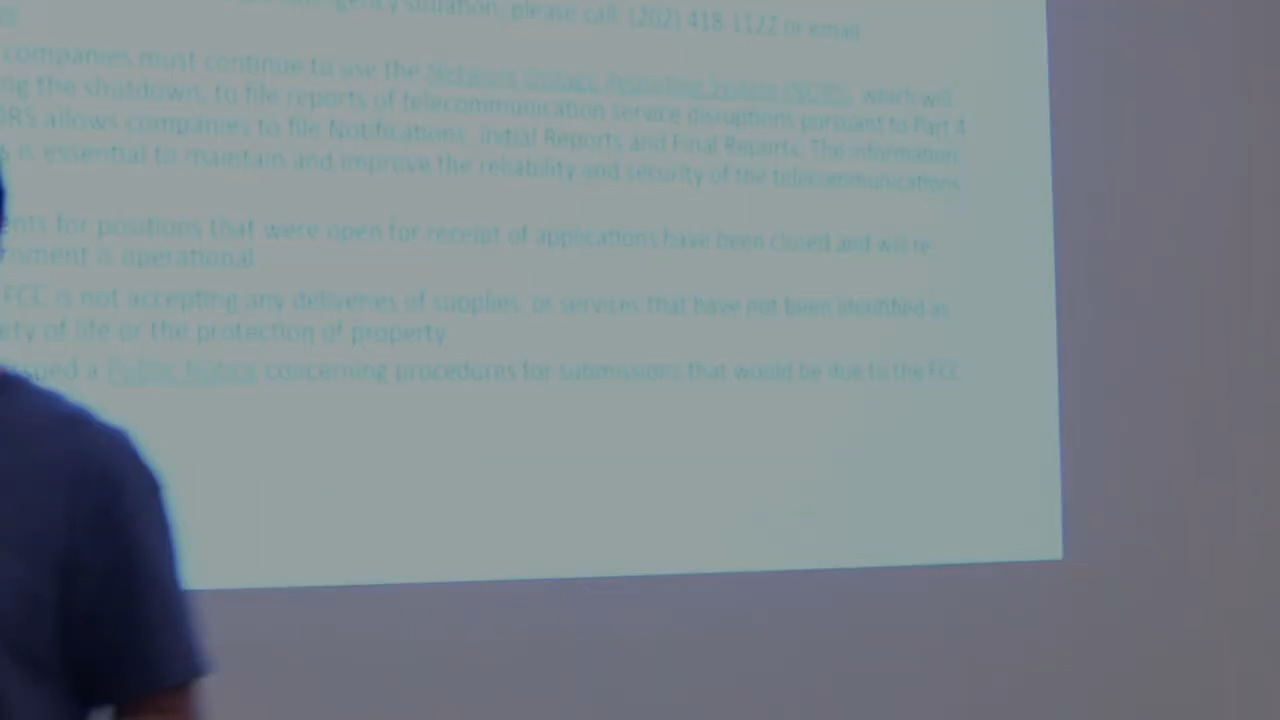 situation, please call: (202) 418-1122 or email
companies must continue to use the Network Outage Reporting System (NORS), which will
ng the shutdown, to file reports of telecommunication service disruptions pursuant to Part 4
ORS allows companies to file Notifications, Initial Reports and Final Reports. The information
is essential to maintain and improve the reliability and security of the telecommunications
nts for positions that were open for receipt of applications have been closed and will re
rnment is operational
FCC is not accepting any deliveries of supplies, or services that have not been identified as
ety of life or the protection of property
issued a Public Notice concerning procedures for submissions that would be due to the FCC